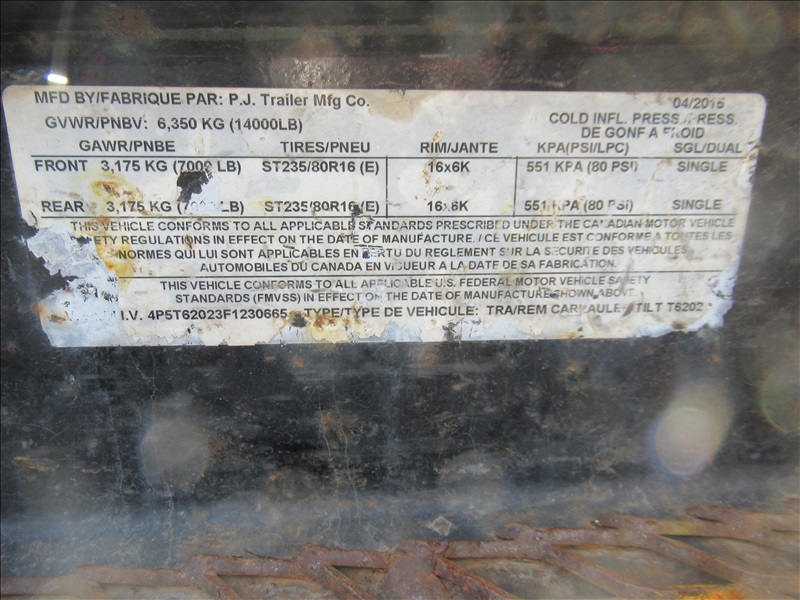 MFD BY/FABRIQUE PAR: P.J. Trailer Mfg Co. 04/2015
GVWR/PNBV: 6,350 KG (14000LB) COLD INFL. PRESS./PRESS.
DE GONF A FROID
GAWR/PNBE TIRES/PNEU RIM/JANTE KPA(PSI/LPC) SGL/DUAL
FRONT 3,175 KG (7000 LB) ST235/80R16 (E) 16x6K 551 KPA (80 PSI) SINGLE
REAR 3,175 KG LB) ST235/80R16 (E) 16x6K 551 KPA (80 PSI) SINGLE
THIS VEHICLE CONFORMS TO ALL APPLICABLE STANDARDS PRESCRIBED UNDER THE CANADIAN MOTOR VEHICLE
SAFETY REGULATIONS IN EFFECT ON THE DATE OF MANUFACTURE. / CE VEHICULE EST CONFORME A TOUTES LES
NORMES QUI LUI SONT APPLICABLES EN VERTU DU REGLEMENT SUR LA SECURITE DES VEHICULES
AUTOMOBILES DU CANADA EN VIGUEUR A LA DATE DE SA FABRICATION.
THIS VEHICLE CONFORMS TO ALL APPLICABLE U.S. FEDERAL MOTOR VEHICLE SAFETY
STANDARDS (FMVSS) IN EFFECT ON THE DATE OF MANUFACTURE SHOWN ABOVE.
I.V. 4P5T62023F1230665 TYPE/TYPE DE VEHICULE: TRA/REM CARHAULER TILT T6202